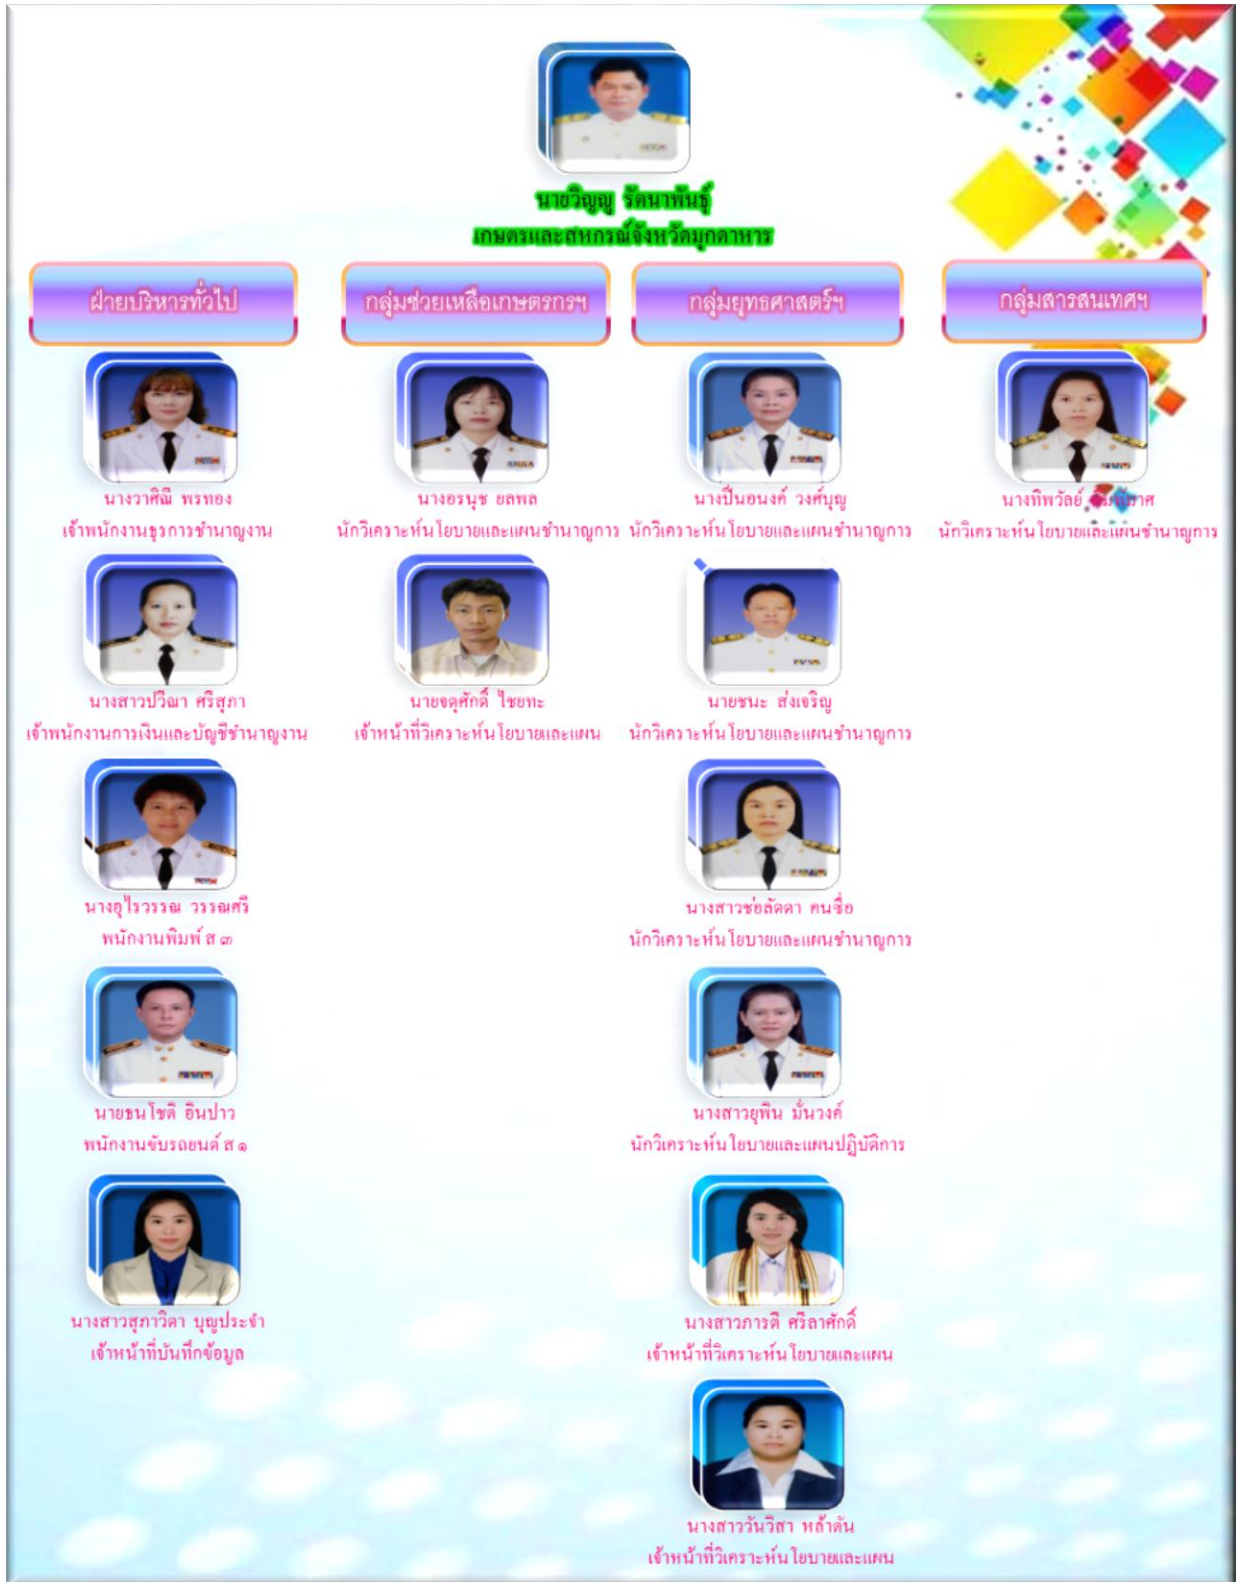 นายวิญญู รัตนาพันธุ์
เกษตรและสหกรณ์จังหวัดมุกดาหาร
ฝ่ายบริหารทั่วไป
กลุ่มช่วยเหลือเกษตรกรฯ
กลุ่มยุทธศาสตร์ฯ
กลุ่มสารสนเทศฯ
นางวาศิณี พรทอง
เจ้าพนักงานธุรการชำนาญงาน
นางอรนุช ยลพล
นักวิเคราะห์นโยบายและแผนชำนาญการ
นางปิ่นอนงค์ วงศ์บุญ
นักวิเคราะห์นโยบายและแผนชำนาญการ
นางทิพวัลย์
นักวิเคราะห์นโยบายและแผนชำนาญการ
นางสาวปวีณา ศรีสุภา
เจ้าพนักงานการเงินและบัญชีชำนาญงาน
นายจตุศักดิ์ ไชยทะ
เจ้าหน้าที่วิเคราะห์นโยบายและแผน
นายชนะ ส่งเจริญ
นักวิเคราะห์นโยบายและแผนชำนาญการ
นางอุไรวรรณ วรรณศรี
พนักงานพิมพ์ ส ๓
นางสาวช่อลัดดา คนซื่อ
นักวิเคราะห์นโยบายและแผนชำนาญการ
นายธนโชติ อินปาว
พนักงานขับรถยนต์ ส ๑
นางสาวยุพิน มั่นวงค์
นักวิเคราะห์นโยบายและแผนปฏิบัติการ
นางสาวสุภาวิตา บุญประจำ
เจ้าหน้าที่บันทึกข้อมูล
นางสาวภารตี ศรีลาศักดิ์
เจ้าหน้าที่วิเคราะห์นโยบายและแผน
นางสาววันวิสา หล้าตัน
เจ้าหน้าที่วิเคราะห์นโยบายและแผน